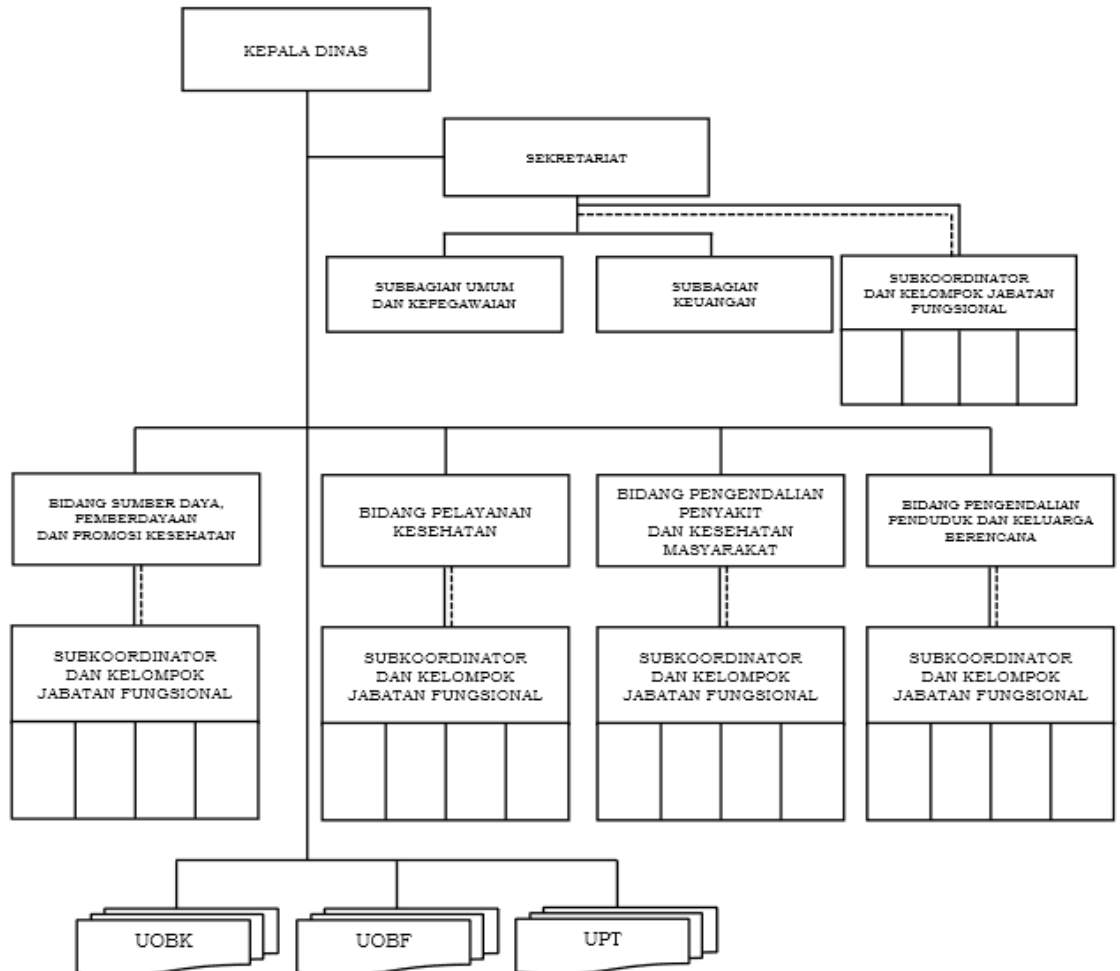 KEPALA DINAS
SEKRETARIAT
SUBBAGIAN UMUM
DAN KEPEGAWAIAN
SUBBAGIAN
KEUANGAN
SUBKOORDINATOR
DAN KELOMPOK JABATAN
FUNGSIONAL
BIDANG SUMBER DAYA,
PEMBERDAYAAN
DAN PROMOSI KESEHATAN
BIDANG PELAYANAN
KESEHATAN
BIDANG PENGENDALIAN
PENYAKIT
DAN KESEHATAN
MASYARAKAT
BIDANG PENGENDALIAN
PENDUDUK DAN KELUARGA
BERENCANA
SUBKOORDINATOR
DAN KELOMPOK
JABATAN FUNGSIONAL
SUBKOORDINATOR
DAN KELOMPOK
JABATAN FUNGSIONAL
SUBKOORDINATOR
DAN KELOMPOK
JABATAN FUNGSIONAL
SUBKOORDINATOR
DAN KELOMPOK
JABATAN FUNGSIONAL
UOBK
UOBF
UPT